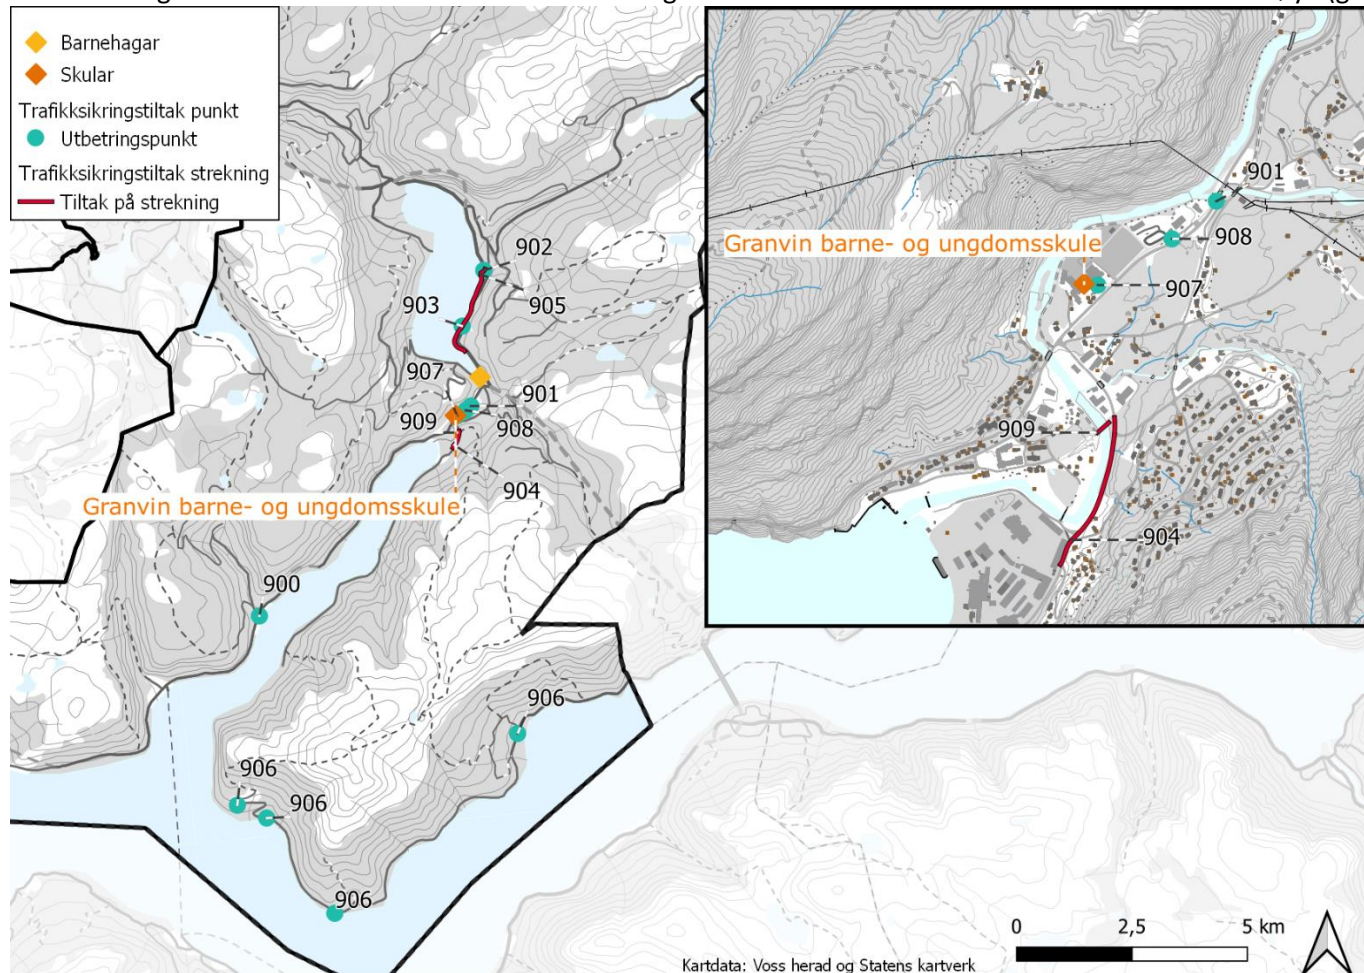 Barnehagar
Skular
Trafikksikringstiltak punkt
Utbetringspunkt
Trafikksikringstiltak strekning
Tiltak på strekning
902
903
905
907
901
909
908
904
Granvin barne- og ungdomsskule
900
906
906
906
906
901
Granvin barne- og ungdomsskule
908
907
909
904
0
2,5
5 km
Kartdata: Voss herad og Statens kartverk